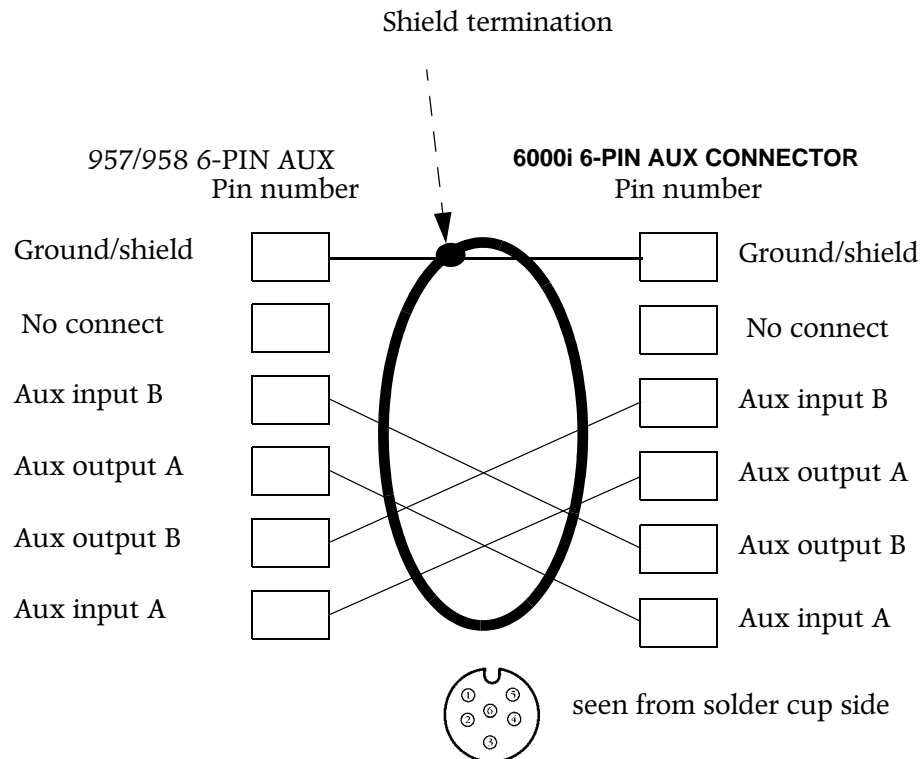 Shield termination
957/958 6-PIN AUX
Pin number
6000i 6-PIN AUX CONNECTOR
Pin number
Ground/shield
Ground/shield
No connect
No connect
Aux input B
Aux input B
Aux output A
Aux output A
Aux output B
Aux output B
Aux input A
Aux input A
1
5
6
2
4
3
seen from solder cup side